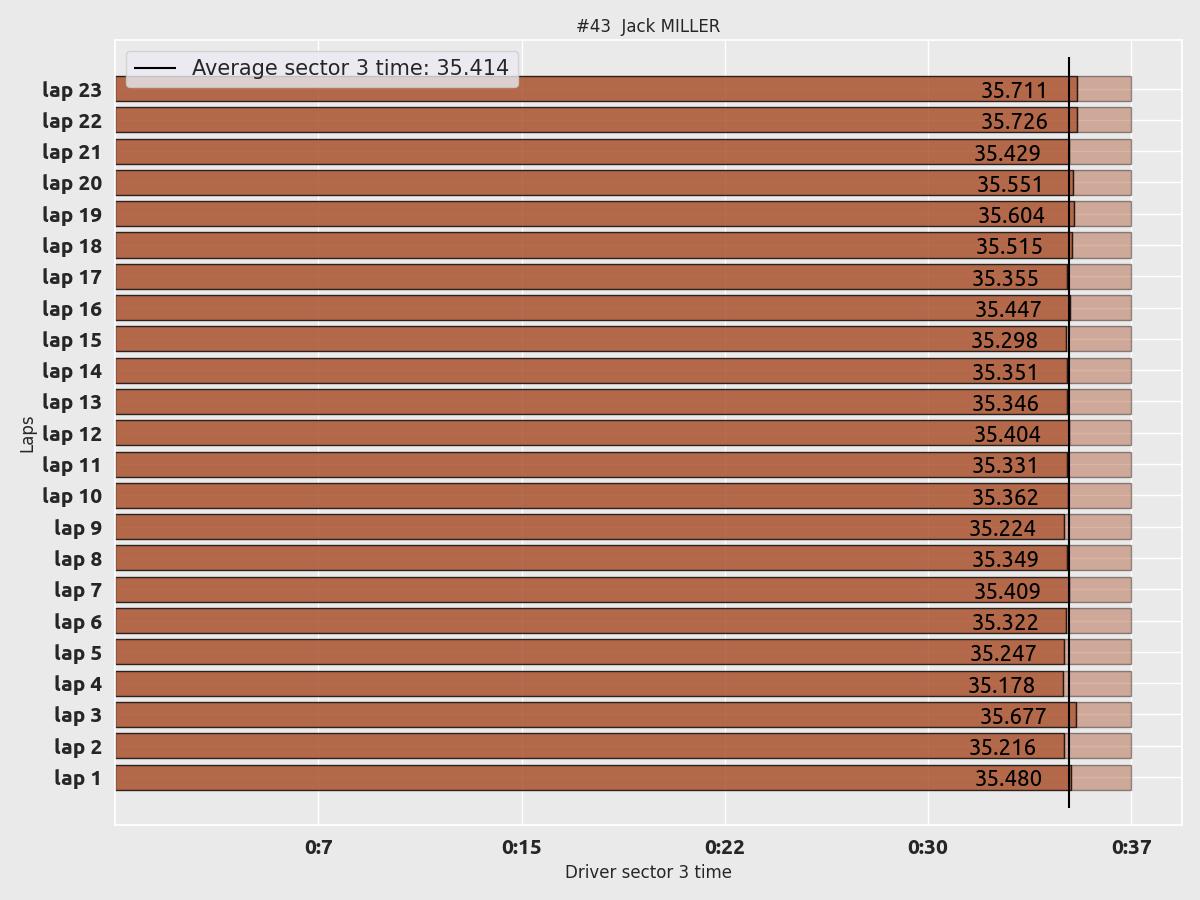 #43  Jack MILLER
Average sector 3 time: 35.414
lap 23 35.711
lap 22 35.726
lap 21 35.429
lap 20 35.551
lap 19 35.604
lap 18 35.515
lap 17 35.355
lap 16 35.447
lap 15 35.298
lap 14 35.351
lap 13 35.346
lap 12 35.404
lap 11 35.331
lap 10 35.362
lap 9 35.224
lap 8 35.349
lap 7 35.409
lap 6 35.322
lap 5 35.247
lap 4 35.178
lap 3 35.677
lap 2 35.216
lap 1 35.480
Laps
0:7 0:15 0:22 0:30 0:37
Driver sector 3 time